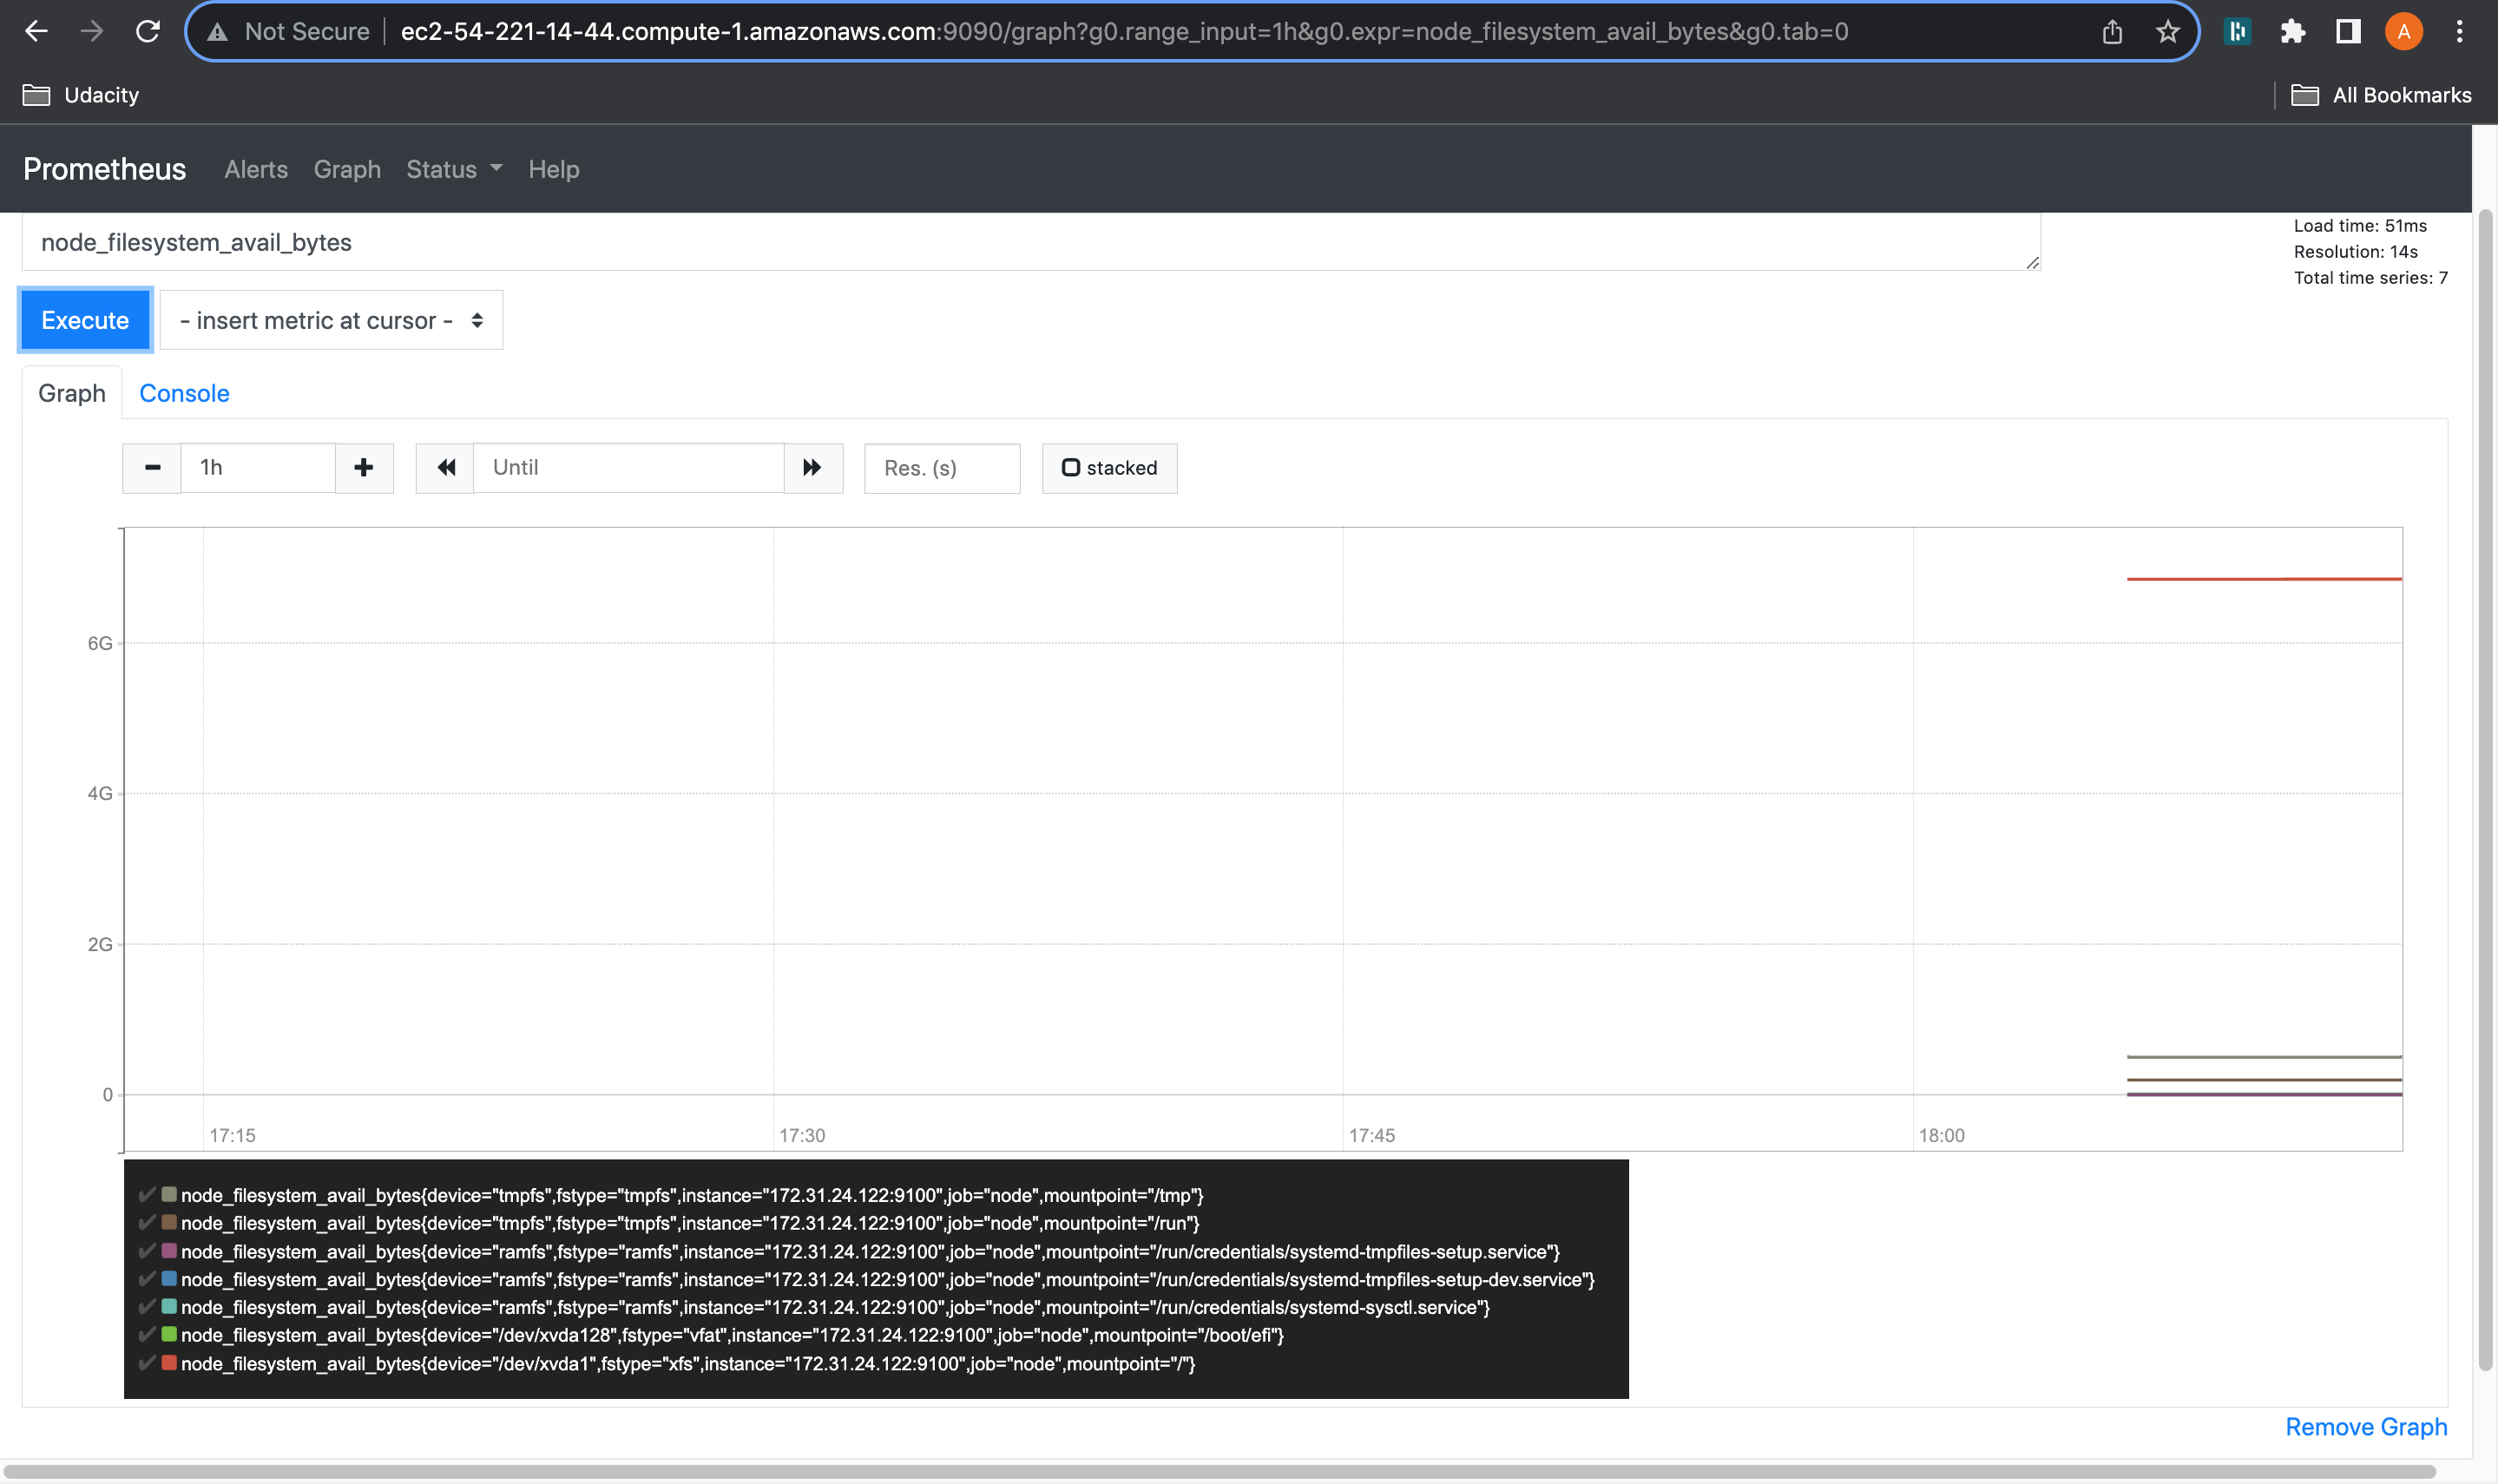 Not Secure ec2-54-221-14-44.compute-1.amazonaws.com:9090/graph?g0.range_input=1h&g0.expr=node_filesystem_avail_bytes&g0.tab=0 A
Udacity All Bookmarks
Prometheus Alerts Graph Status Help
node_filesystem_avail_bytes
Load time: 51ms
Resolution: 14s
Total time series: 7
Execute - insert metric at cursor -
Graph Console
1h Until Res. (s) stacked
6G
4G
2G
0
17:15 17:30 17:45 18:00
node_filesystem_avail_bytes{device="tmpfs",fstype="tmpfs",instance="172.31.24.122:9100",job="node",mountpoint="/tmp"}
node_filesystem_avail_bytes{device="tmpfs",fstype="tmpfs",instance="172.31.24.122:9100",job="node",mountpoint="/run"}
node_filesystem_avail_bytes{device="ramfs",fstype="ramfs",instance="172.31.24.122:9100",job="node",mountpoint="/run/credentials/systemd-tmpfiles-setup.service"}
node_filesystem_avail_bytes{device="ramfs",fstype="ramfs",instance="172.31.24.122:9100",job="node",mountpoint="/run/credentials/systemd-tmpfiles-setup-dev.service"}
node_filesystem_avail_bytes{device="ramfs",fstype="ramfs",instance="172.31.24.122:9100",job="node",mountpoint="/run/credentials/systemd-sysctl.service"}
node_filesystem_avail_bytes{device="/dev/xvda128",fstype="vfat",instance="172.31.24.122:9100",job="node",mountpoint="/boot/efi"}
node_filesystem_avail_bytes{device="/dev/xvda1",fstype="xfs",instance="172.31.24.122:9100",job="node",mountpoint="/"}
Remove Graph